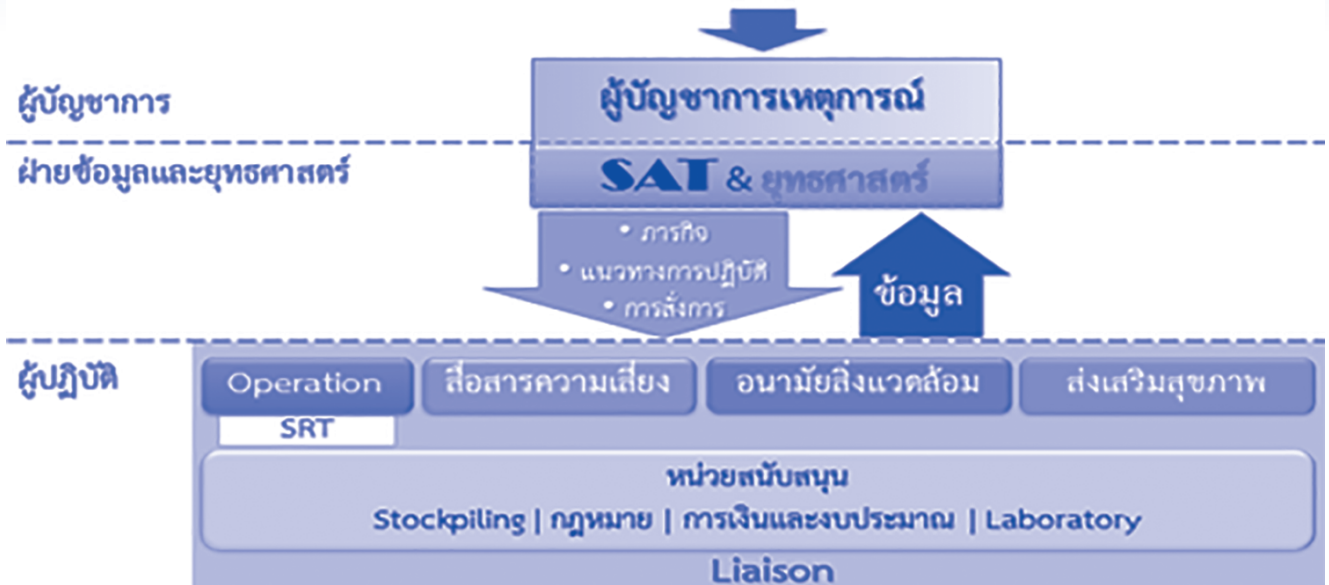 ผู้บัญชาการ
ผู้บัญชาการเหตุการณ์
ฝ่ายข้อมูลและยุทธศาสตร์
SAT & ยุทธศาสตร์
• ภารกิจ
• แนวทางการปฏิบัติ
• การสั่งการ
ข้อมูล
ผู้ปฏิบัติ
Operation
สื่อสารความเสี่ยง
อนามัยสิ่งแวดล้อม
ส่งเสริมสุขภาพ
SRT
หน่วยสนับสนุน
Stockpiling | กฎหมาย | การเงินและงบประมาณ | Laboratory
Liaison